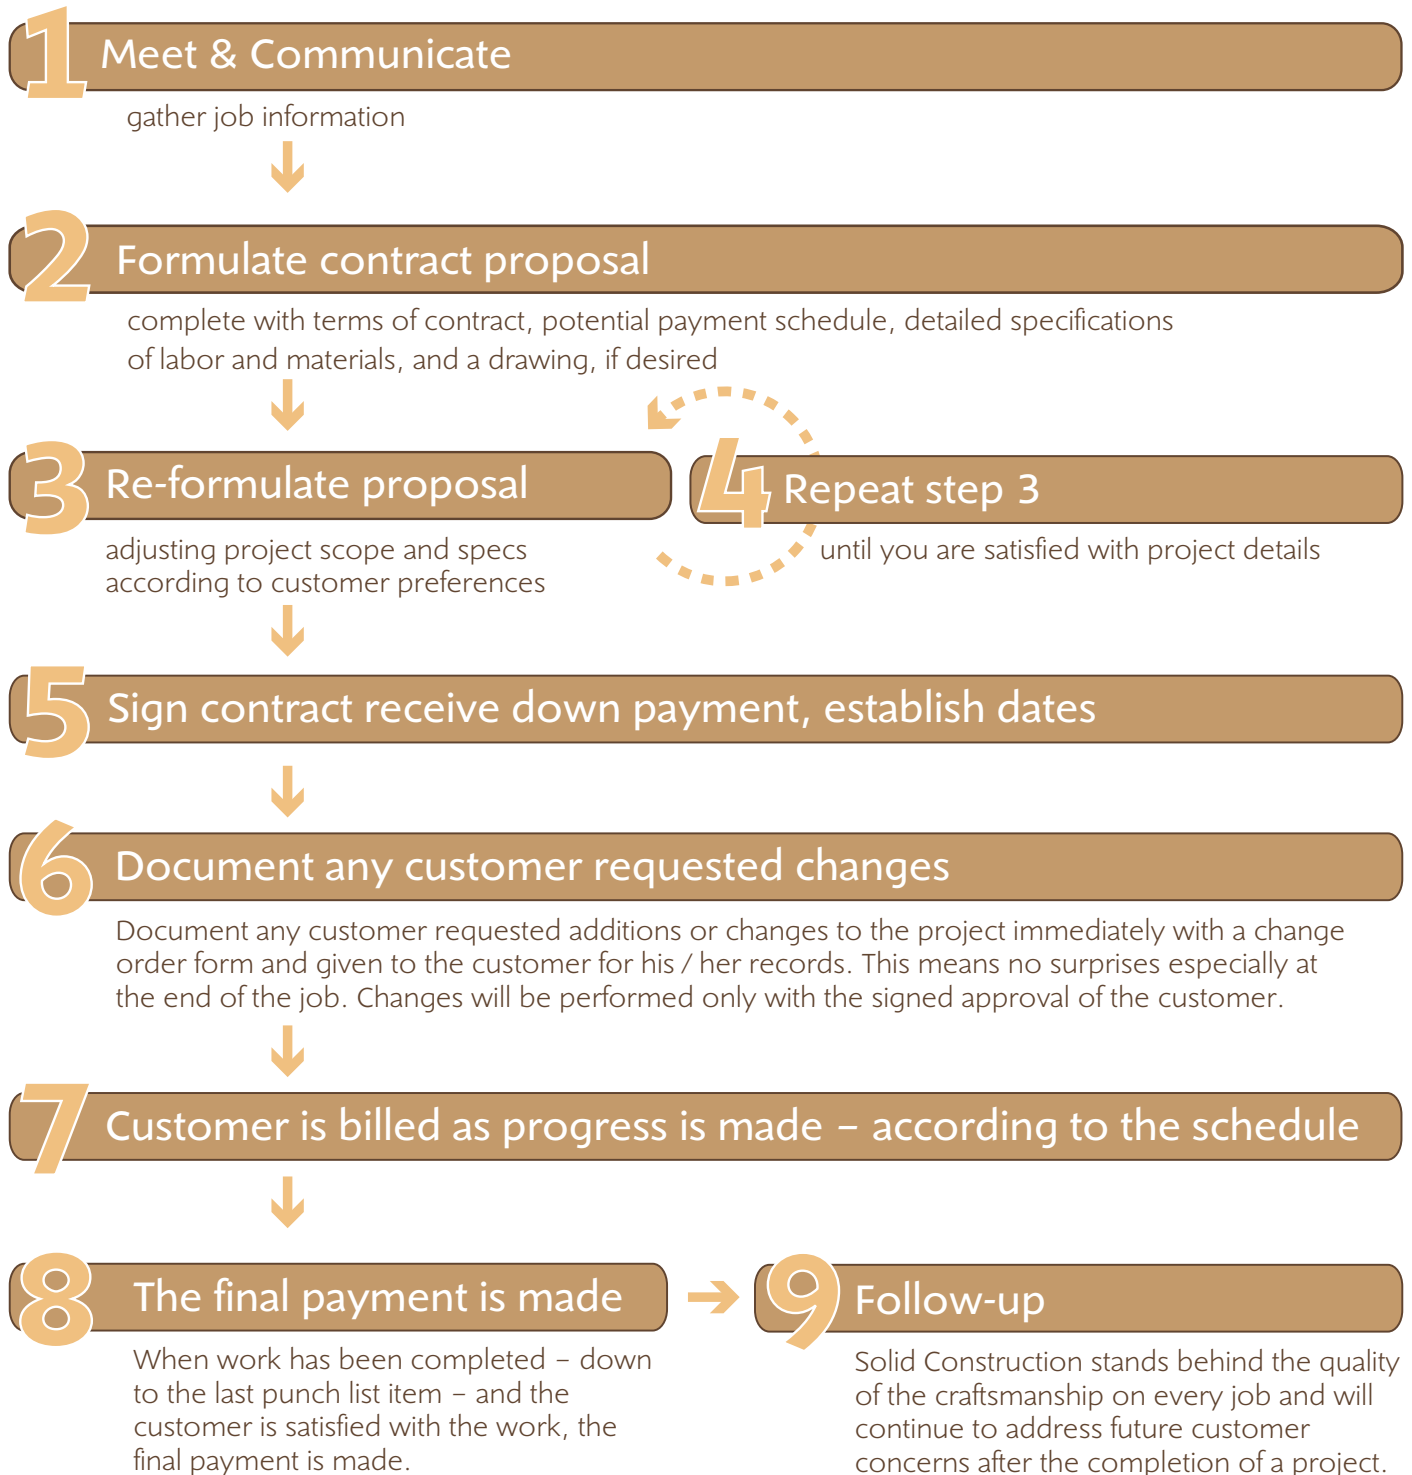 1 Meet & Communicate
gather job information
2 Formulate contract proposal
complete with terms of contract, potential payment schedule, detailed specifications
of labor and materials, and a drawing, if desired
3 Re-formulate proposal
adjusting project scope and specs
according to customer preferences
4 Repeat step 3
until you are satisfied with project details
5 Sign contract receive down payment, establish dates
6 Document any customer requested changes
Document any customer requested additions or changes to the project immediately with a change
order form and given to the customer for his / her records. This means no surprises especially at
the end of the job. Changes will be performed only with the signed approval of the customer.
7 Customer is billed as progress is made – according to the schedule
8 The final payment is made
When work has been completed – down
to the last punch list item – and the
customer is satisfied with the work, the
final payment is made.
9 Follow-up
Solid Construction stands behind the quality
of the craftsmanship on every job and will
continue to address future customer
concerns after the completion of a project.